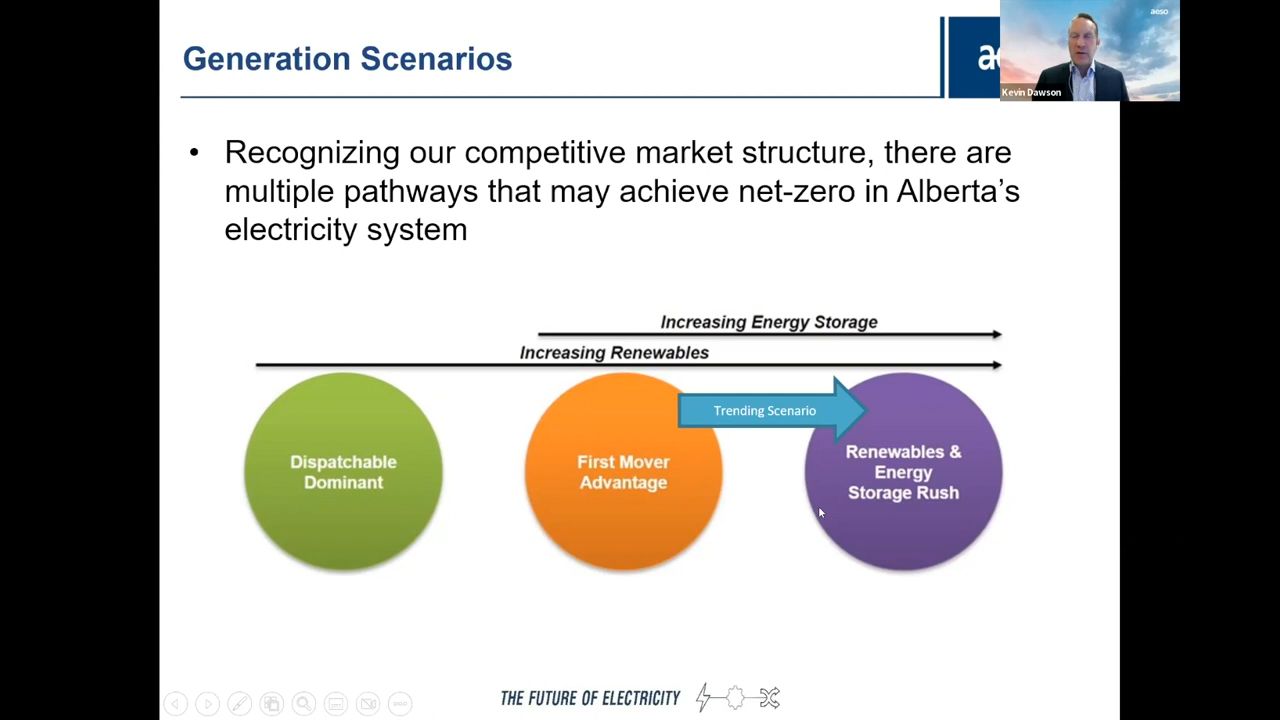 Generation Scenarios
aeso
Kevin Dawson
• Recognizing our competitive market structure, there are
multiple pathways that may achieve net-zero in Alberta’s
electricity system
Increasing Energy Storage
Increasing Renewables
Trending Scenario
Dispatchable
Dominant
First Mover
Advantage
Renewables &
Energy
Storage Rush
THE FUTURE OF ELECTRICITY